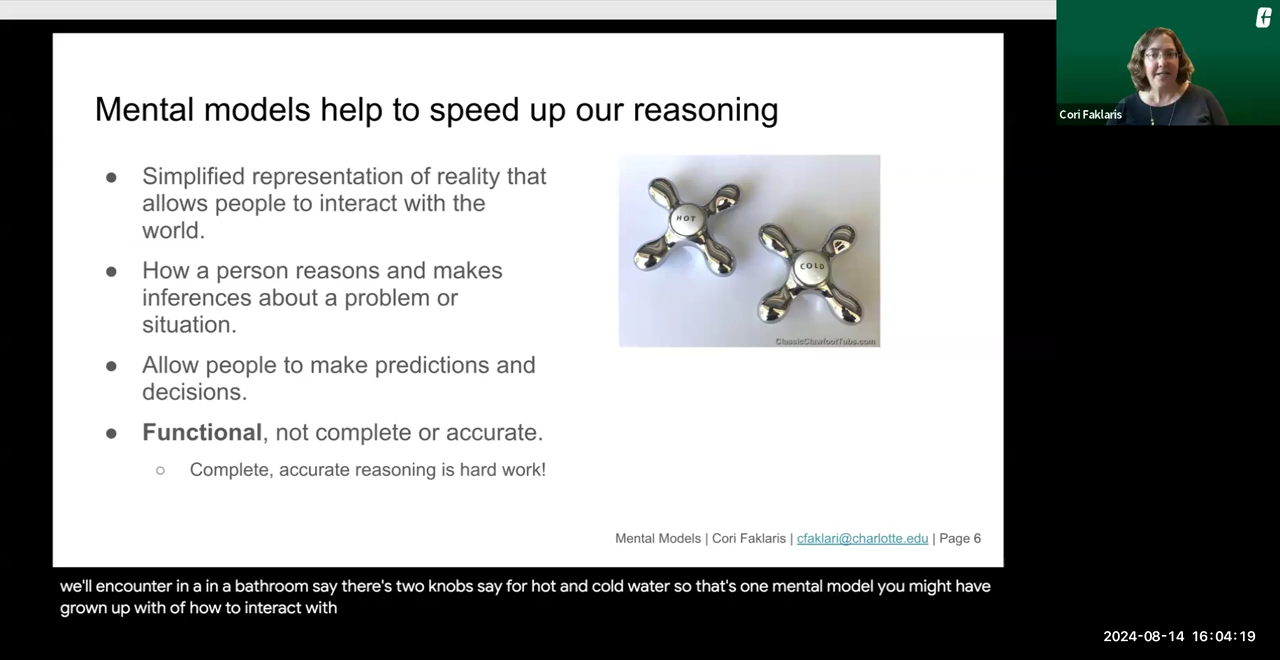 Mental models help to speed up our reasoning
● Simplified representation of reality that
allows people to interact with the
world.
● How a person reasons and makes
inferences about a problem or
situation.
● Allow people to make predictions and
decisions.
● Functional, not complete or accurate.
○ Complete, accurate reasoning is hard work!
HOT
COLD
ClassicClawfootTubs.com
Mental Models | Cori Faklaris | cfaklari@charlotte.edu | Page 6
Cori Faklaris
we'll encounter in a in a bathroom say there's two knobs say for hot and cold water so that's one mental model you might have
grown up with of how to interact with
2024-08-14 16:04:19